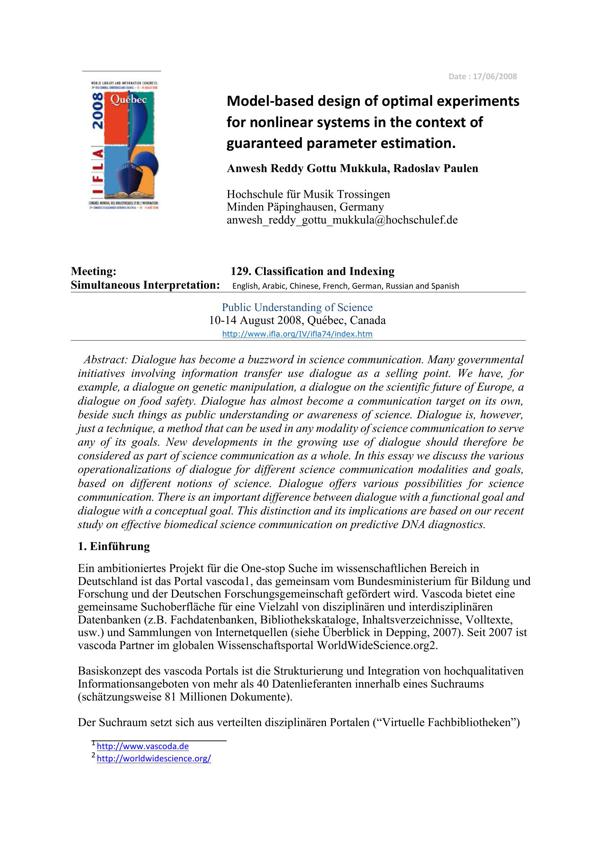 Date : 17/06/2008
2008
Québec
IFLA
Model-based design of optimal experiments
for nonlinear systems in the context of
guaranteed parameter estimation.
Anwesh Reddy Gottu Mukkula, Radoslav Paulen
Hochschule für Musik Trossingen
Minden Päpinghausen, Germany
anwesh_reddy_gottu_mukkula@hochschulef.de
Meeting: 129. Classification and Indexing
Simultaneous Interpretation: English, Arabic, Chinese, French, German, Russian and Spanish
Public Understanding of Science
10-14 August 2008, Québec, Canada
http://www.ifla.org/IV/ifla74/index.htm
Abstract: Dialogue has become a buzzword in science communication. Many governmental
initiatives involving information transfer use dialogue as a selling point. We have, for
example, a dialogue on genetic manipulation, a dialogue on the scientific future of Europe, a
dialogue on food safety. Dialogue has almost become a communication target on its own,
beside such things as public understanding or awareness of science. Dialogue is, however,
just a technique, a method that can be used in any modality of science communication to serve
any of its goals. New developments in the growing use of dialogue should therefore be
considered as part of science communication as a whole. In this essay we discuss the various
operationalizations of dialogue for different science communication modalities and goals,
based on different notions of science. Dialogue offers various possibilities for science
communication. There is an important difference between dialogue with a functional goal and
dialogue with a conceptual goal. This distinction and its implications are based on our recent
study on effective biomedical science communication on predictive DNA diagnostics.
1. Einführung
Ein ambitioniertes Projekt für die One-stop Suche im wissenschaftlichen Bereich in
Deutschland ist das Portal vascoda1, das gemeinsam vom Bundesministerium für Bildung und
Forschung und der Deutschen Forschungsgemeinschaft gefördert wird. Vascoda bietet eine
gemeinsame Suchoberfläche für eine Vielzahl von disziplinären und interdisziplinären
Datenbanken (z.B. Fachdatenbanken, Bibliothekskataloge, Inhaltsverzeichnisse, Volltexte,
usw.) und Sammlungen von Internetquellen (siehe Überblick in Depping, 2007). Seit 2007 ist
vascoda Partner im globalen Wissenschaftsportal WorldWideScience.org2.
Basiskonzept des vascoda Portals ist die Strukturierung und Integration von hochqualitativen
Informationsangeboten von mehr als 40 Datenlieferanten innerhalb eines Suchraums
(schätzungsweise 81 Millionen Dokumente).
Der Suchraum setzt sich aus verteilten disziplinären Portalen (“Virtuelle Fachbibliotheken”)
1 http://www.vascoda.de
2 http://worldwidescience.org/